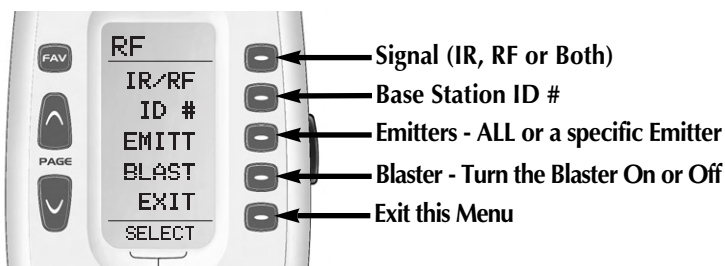 RF
FAV
IR/RF
ID #
EMITT
BLAST
EXIT
SELECT
PAGE
Signal (IR, RF or Both)
Base Station ID #
Emitters - ALL or a specific Emitter
Blaster - Turn the Blaster On or Off
Exit this Menu